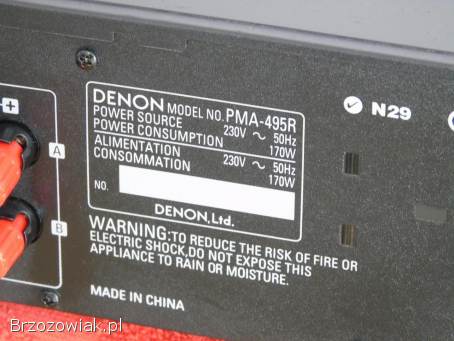 DENON MODEL NO. PMA-495R
POWER SOURCE 230V ~ 50Hz
POWER CONSUMPTION 170W
ALIMENTATION 230V ~ 50Hz
CONSOMMATION 170W
NO.
DENON, Ltd.
WARNING: TO REDUCE THE RISK OF FIRE OR
ELECTRIC SHOCK, DO NOT EXPOSE THIS
APPLIANCE TO RAIN OR MOISTURE.
MADE IN CHINA
N29
+
A
B
Brzozowiak.pl